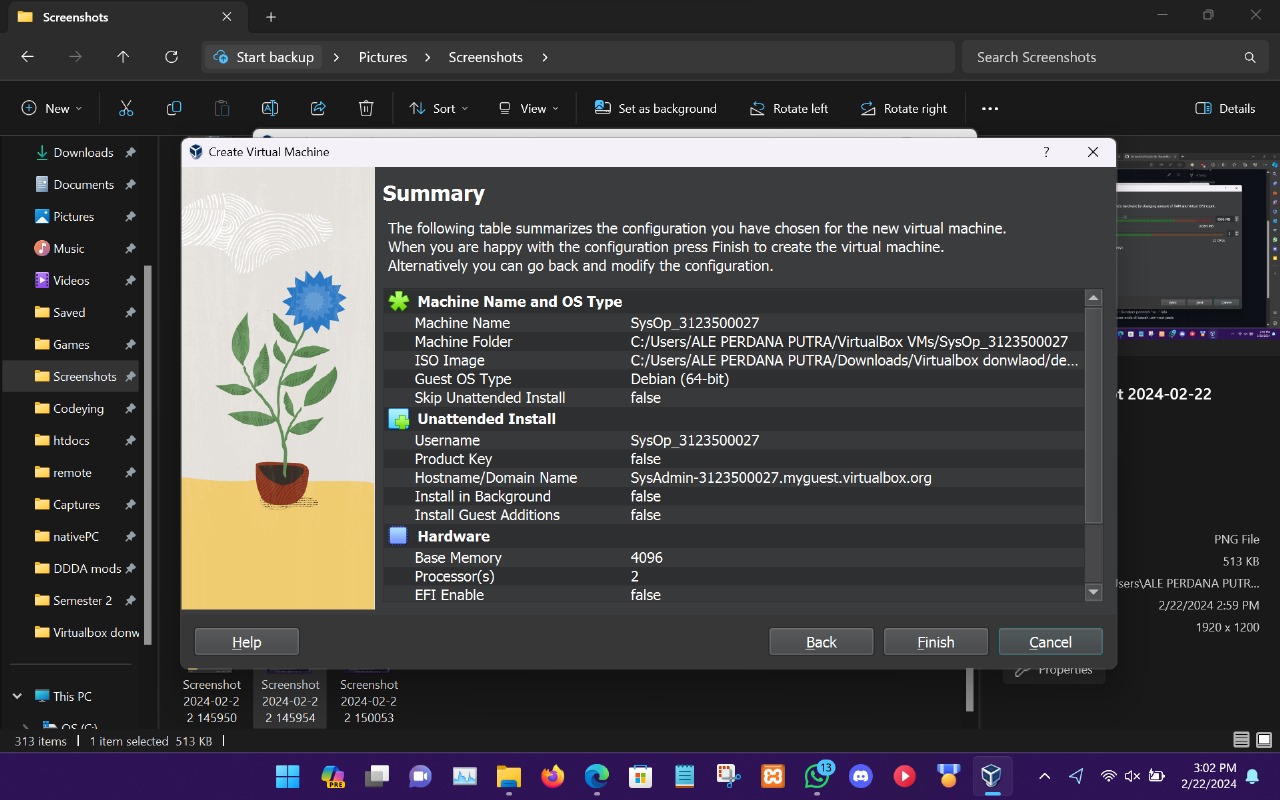 Screenshots
Start backup
Pictures
Screenshots
Search Screenshots
New
Sort
View
Set as background
Rotate left
Rotate right
Details
Downloads
Documents
Pictures
Music
Videos
Saved
Games
Screenshots
Codeying
htdocs
remote
Captures
nativePC
DDDA mods
Semester 2
Virtualbox donw
This PC
OS (C:)
Create Virtual Machine
?
Summary
The following table summarizes the configuration you have chosen for the new virtual machine.
When you are happy with the configuration press Finish to create the virtual machine.
Alternatively you can go back and modify the configuration.
Machine Name and OS Type
Machine Name SysOp_3123500027
Machine Folder C:/Users/ALE PERDANA PUTRA/VirtualBox VMs/SysOp_3123500027
ISO Image C:/Users/ALE PERDANA PUTRA/Downloads/Virtualbox donwlaod/de...
Guest OS Type Debian (64-bit)
Skip Unattended Install false
Unattended Install
Username SysOp_3123500027
Product Key false
Hostname/Domain Name SysAdmin-3123500027.myguest.virtualbox.org
Install in Background false
Install Guest Additions false
Hardware
Base Memory 4096
Processor(s) 2
EFI Enable false
Help
Back
Finish
Cancel
t 2024-02-22
PNG File
513 KB
sers\ALE PERDANA PUTR...
2/22/2024 2:59 PM
1920 x 1200
Properties
Screenshot
2024-02-2
2 145950
Screenshot
2024-02-2
2 145954
Screenshot
2024-02-2
2 150053
313 items
1 item selected 513 KB
PRE
13
3:02 PM
2/22/2024